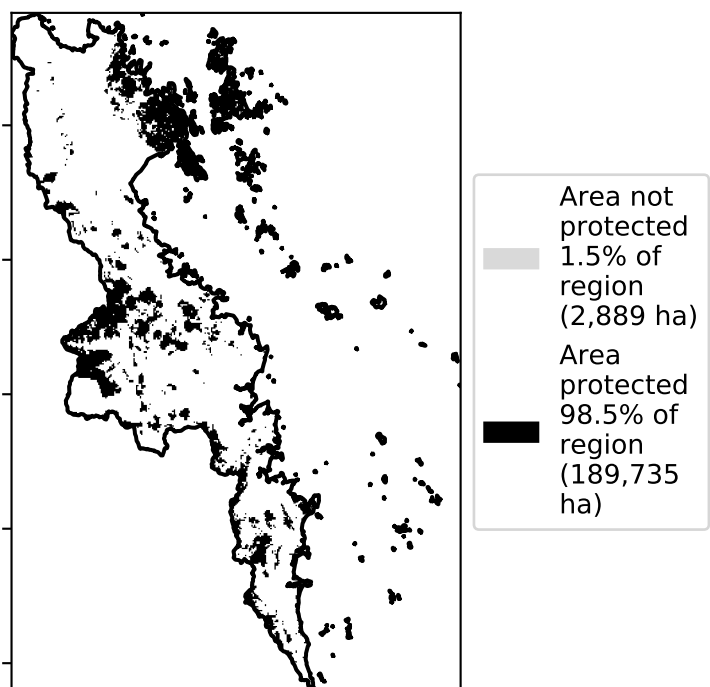 Area not
protected
1.5% of
region
(2,889 ha)
Area
protected
98.5% of
region
(189,735
ha)